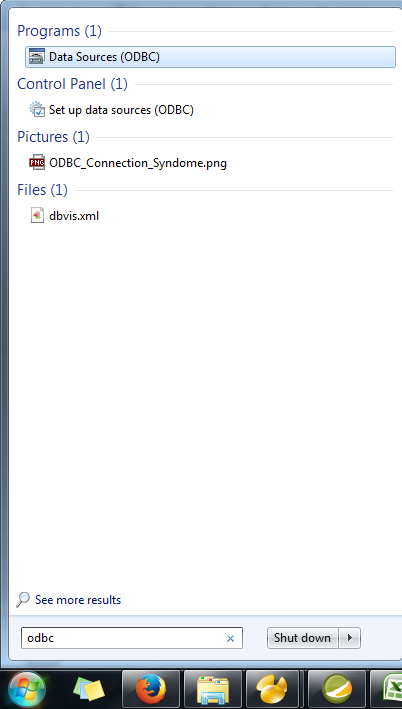 Programs (1)
Data Sources (ODBC)
Control Panel (1)
Set up data sources (ODBC)
Pictures (1)
PNG
ODBC_Connection_Syndome.png
Files (1)
dbvis.xml
See more results
odbc
Shut down